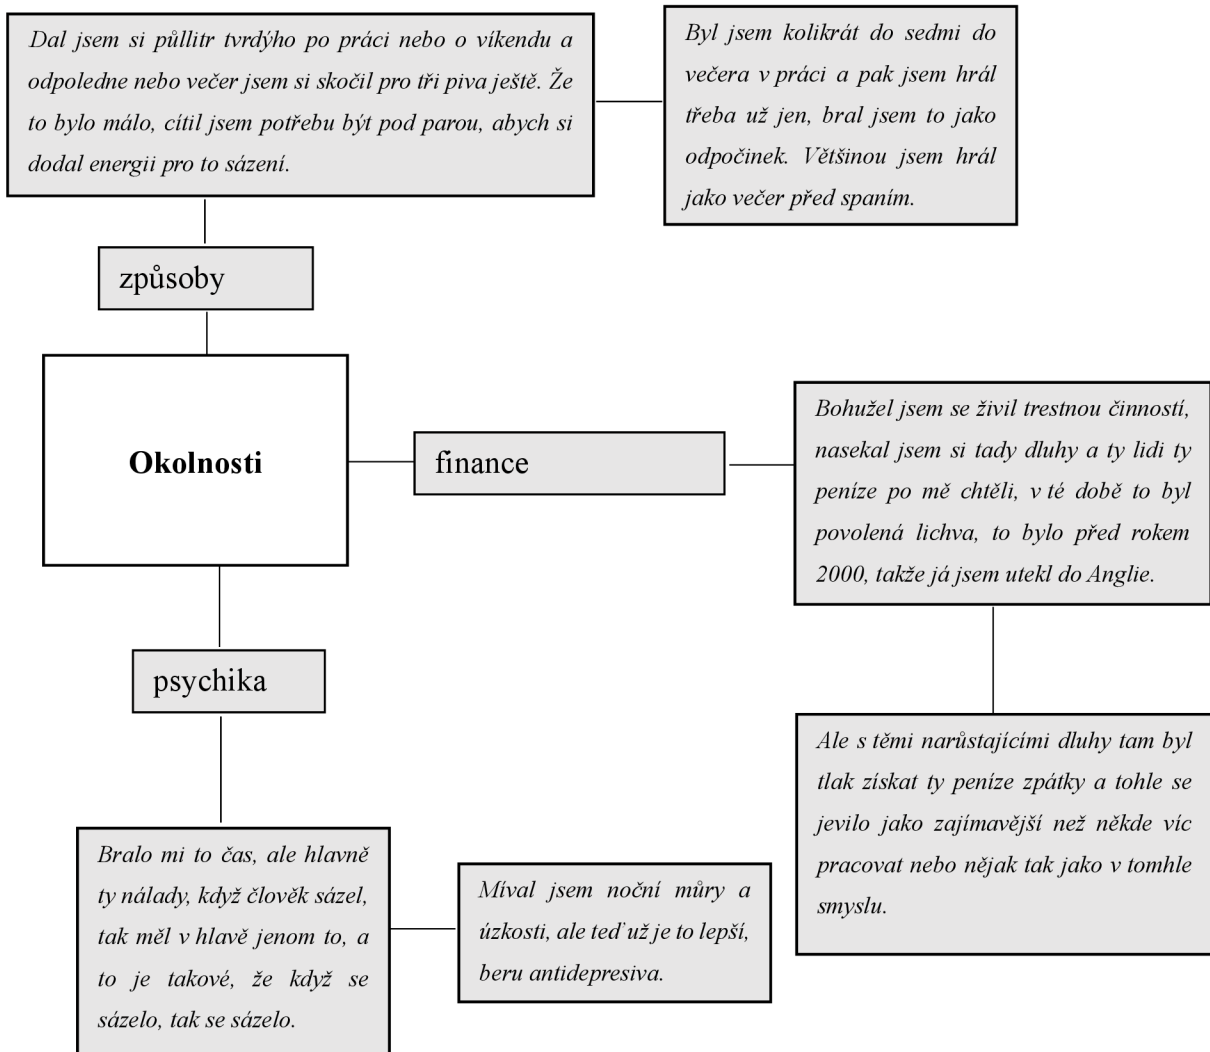 Dal jsem si půllitr tvrdýho po práci nebo o víkendu a
odpoledne nebo večer jsem si skočil pro tři piva ještě. Že
to bylo málo, cítil jsem potřebu být pod parou, abych si
dodal energii pro to sázení.
Byl jsem kolikrát do sedmi do
večera v práci a pak jsem hrál
třeba už jen, bral jsem to jako
odpočinek. Většinou jsem hrál
jako večer před spaním.
způsoby
Okolnosti
finance
Bohužel jsem se živil trestnou činností,
nasekal jsem si tady dluhy a ty lidi ty
peníze po mě chtěli, v té době to byl
povolená lichva, to bylo před rokem
2000, takže já jsem utekl do Anglie.
psychika
Ale s těmi narůstajícími dluhy tam byl
tlak získat ty peníze zpátky a tohle se
jevilo jako zajímavější než někde víc
pracovat nebo nějak tak jako v tomhle
smyslu.
Bralo mi to čas, ale hlavně
ty nálady, když člověk sázel,
tak měl v hlavě jenom to, a
to je takové, že když se
sázelo, tak se sázelo.
Míval jsem noční můry a
úzkosti, ale teď už je to lepší,
beru antidepresiva.